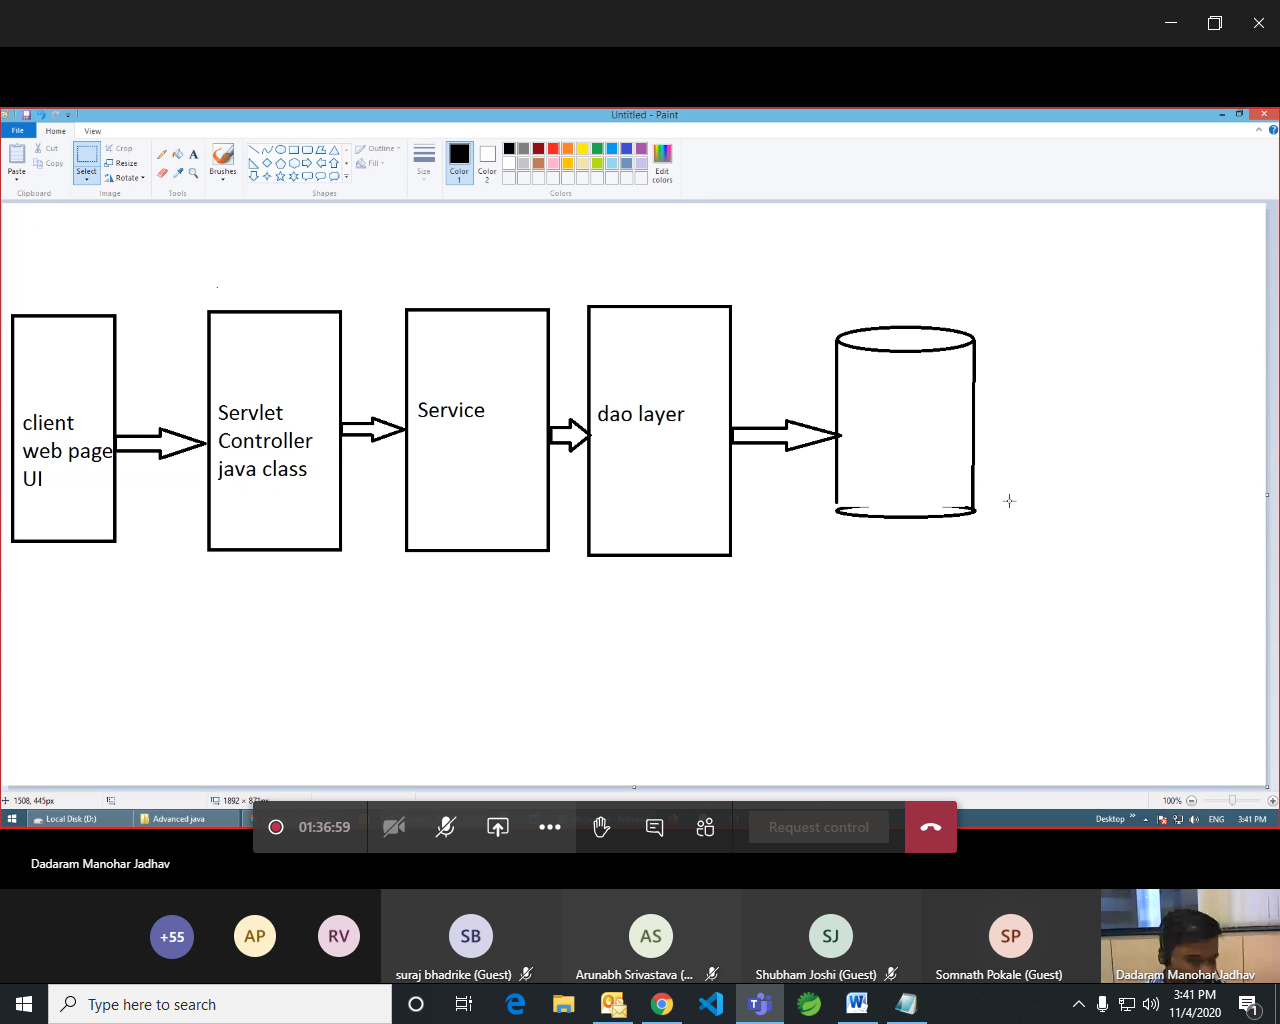 Untitled - Paint
File Home View
Paste
Cut
Copy
Clipboard
Select
Crop
Resize
Rotate
Image
Tools
Brushes
Shapes
Outline
Fill
Size
Color 1
Color 2
Edit colors
Colors
client
web page
UI
Servlet
Controller
java class
Service
dao layer
1508, 445px
100%
Local Disk (D:)
Advanced java
Desktop
ENG
3:41 PM
01:36:59
Request control
Dadaram Manohar Jadhav
+55
AP
RV
SB
suraj bhadrike (Guest)
AS
Arunabh Srivastava (...
SJ
Shubham Joshi (Guest)
SP
Somnath Pokale (Guest)
Dadaram Manohar Jadhav
Type here to search
3:41 PM
11/4/2020
1